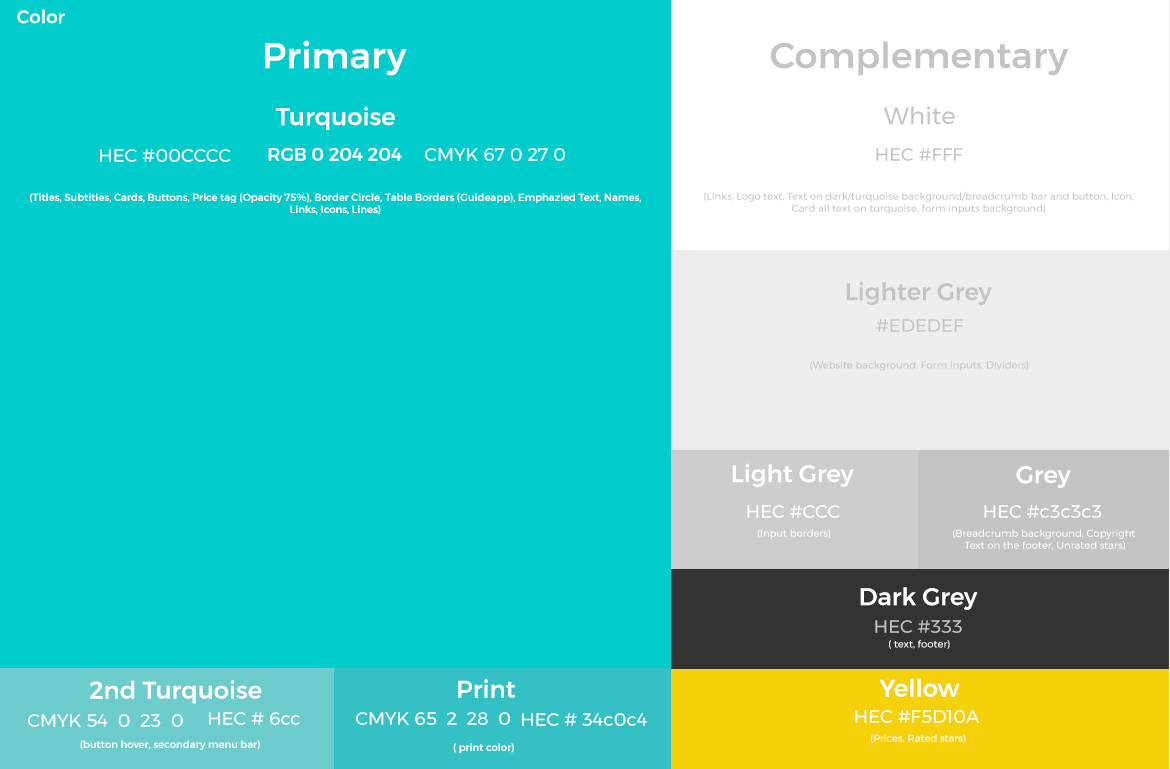 Color
Primary
Turquoise
HEC #00CCCC RGB 0 204 204 CMYK 67 0 27 0
(Titles, Subtitles, Cards, Buttons, Price tag (Opacity 75%), Border Circle, Table Borders (Guideapp), Emphazied Text, Names,
Links, Icons, Lines)
Complementary
White
HEC #FFF
(Links, Logo text, Text on dark/turquoise background/breadcrumb bar and button, Icon,
Card all text on turquoise, form inputs background)
Lighter Grey
#EDEDEF
(Website background, Form inputs, Dividers)
Light Grey
HEC #CCC
(Input borders)
Grey
HEC #c3c3c3
(Breadcrumb background, Copyright
Text on the footer, Unrated stars)
Dark Grey
HEC #333
( text, footer)
2nd Turquoise
CMYK 54 0 23 0 HEC # 6cc
(button hover, secondary menu bar)
Print
CMYK 65 2 28 0 HEC # 34c0c4
( print color)
Yellow
HEC #F5D10A
(Prices, Rated stars)